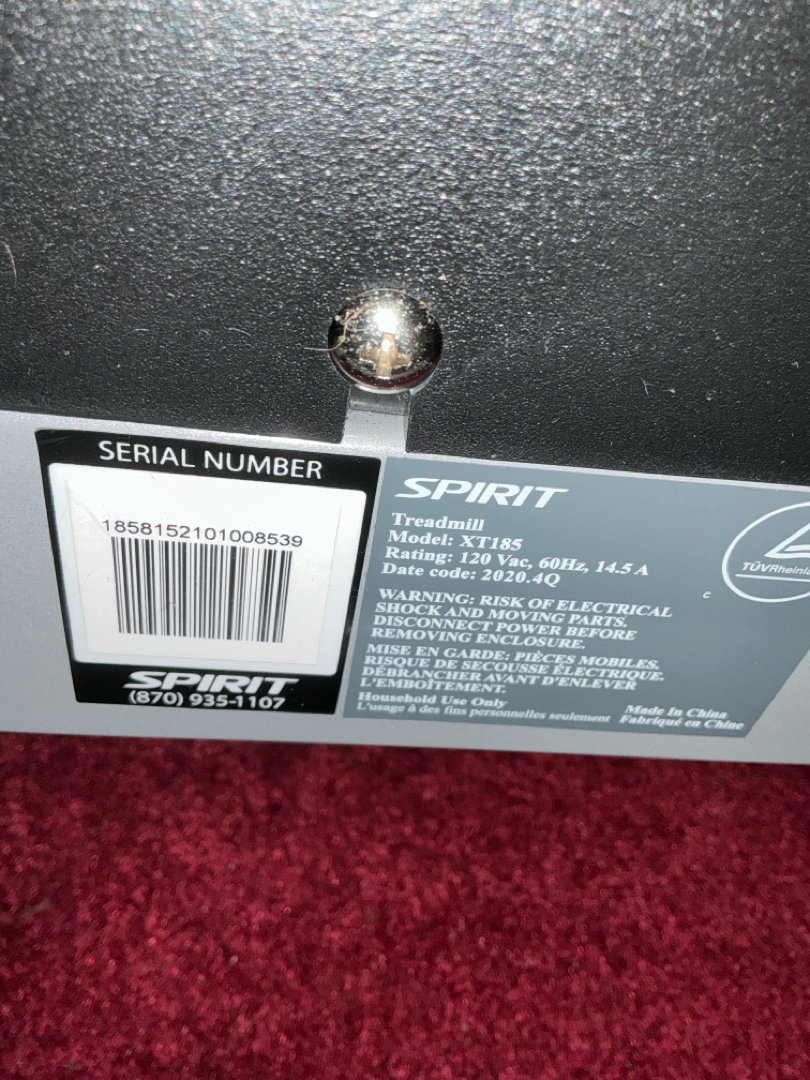 SERIAL NUMBER
1858152101008539
SPIRIT
(870) 935-1107
SPIRIT
Treadmill
Model: XT185
Rating: 120 Vac, 60Hz, 14.5 A
Date code: 2020.4Q
WARNING: RISK OF ELECTRICAL
SHOCK AND MOVING PARTS.
DISCONNECT POWER BEFORE
REMOVING ENCLOSURE.
MISE EN GARDE: PIÈCES MOBILES.
RISQUE DE SECOUSSE ÉLECTRIQUE.
DÉBRANCHER AVANT D'ENLEVER
L'EMBOÎTEMENT.
Household Use Only
L'usage à des fins personnelles seulement
Made In China
Fabriqué en Chine
c